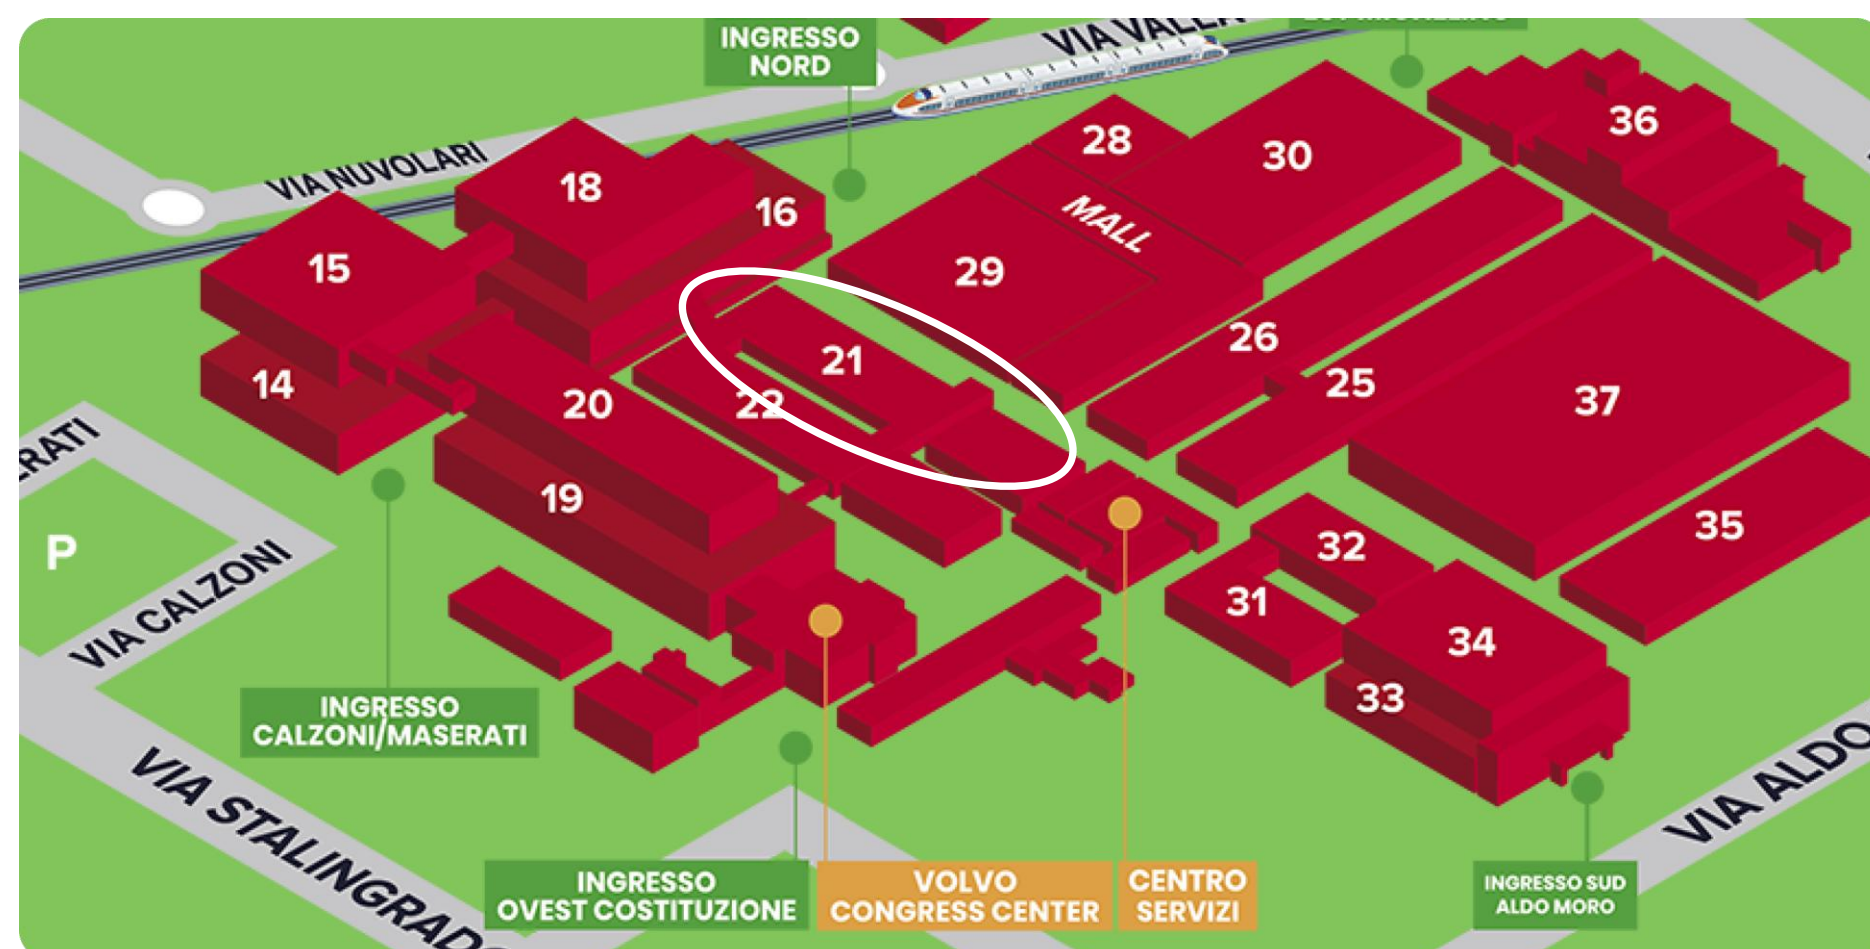 INGRESSO
NORD
VIA NUVOLARI
28
30
36
18
16
MALL
15
29
14
21
26
20
22
25
37
19
35
32
31
34
33
P
VIA CALZONI
INGRESSO
CALZONI/MASERATI
VIA STALINGRADO
INGRESSO
OVEST COSTITUZIONE
VOLVO
CONGRESS CENTER
CENTRO
SERVIZI
INGRESSO SUD
ALDO MORO
VIA ALDO